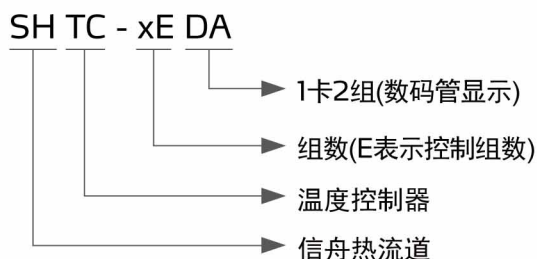 SH TC - xE DA
1卡2组(数码管显示)
组数(E表示控制组数)
温度控制器
信舟热流道